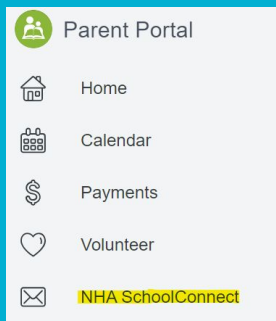 Parent Portal
Home
Calendar
Payments
Volunteer
NHA SchoolConnect